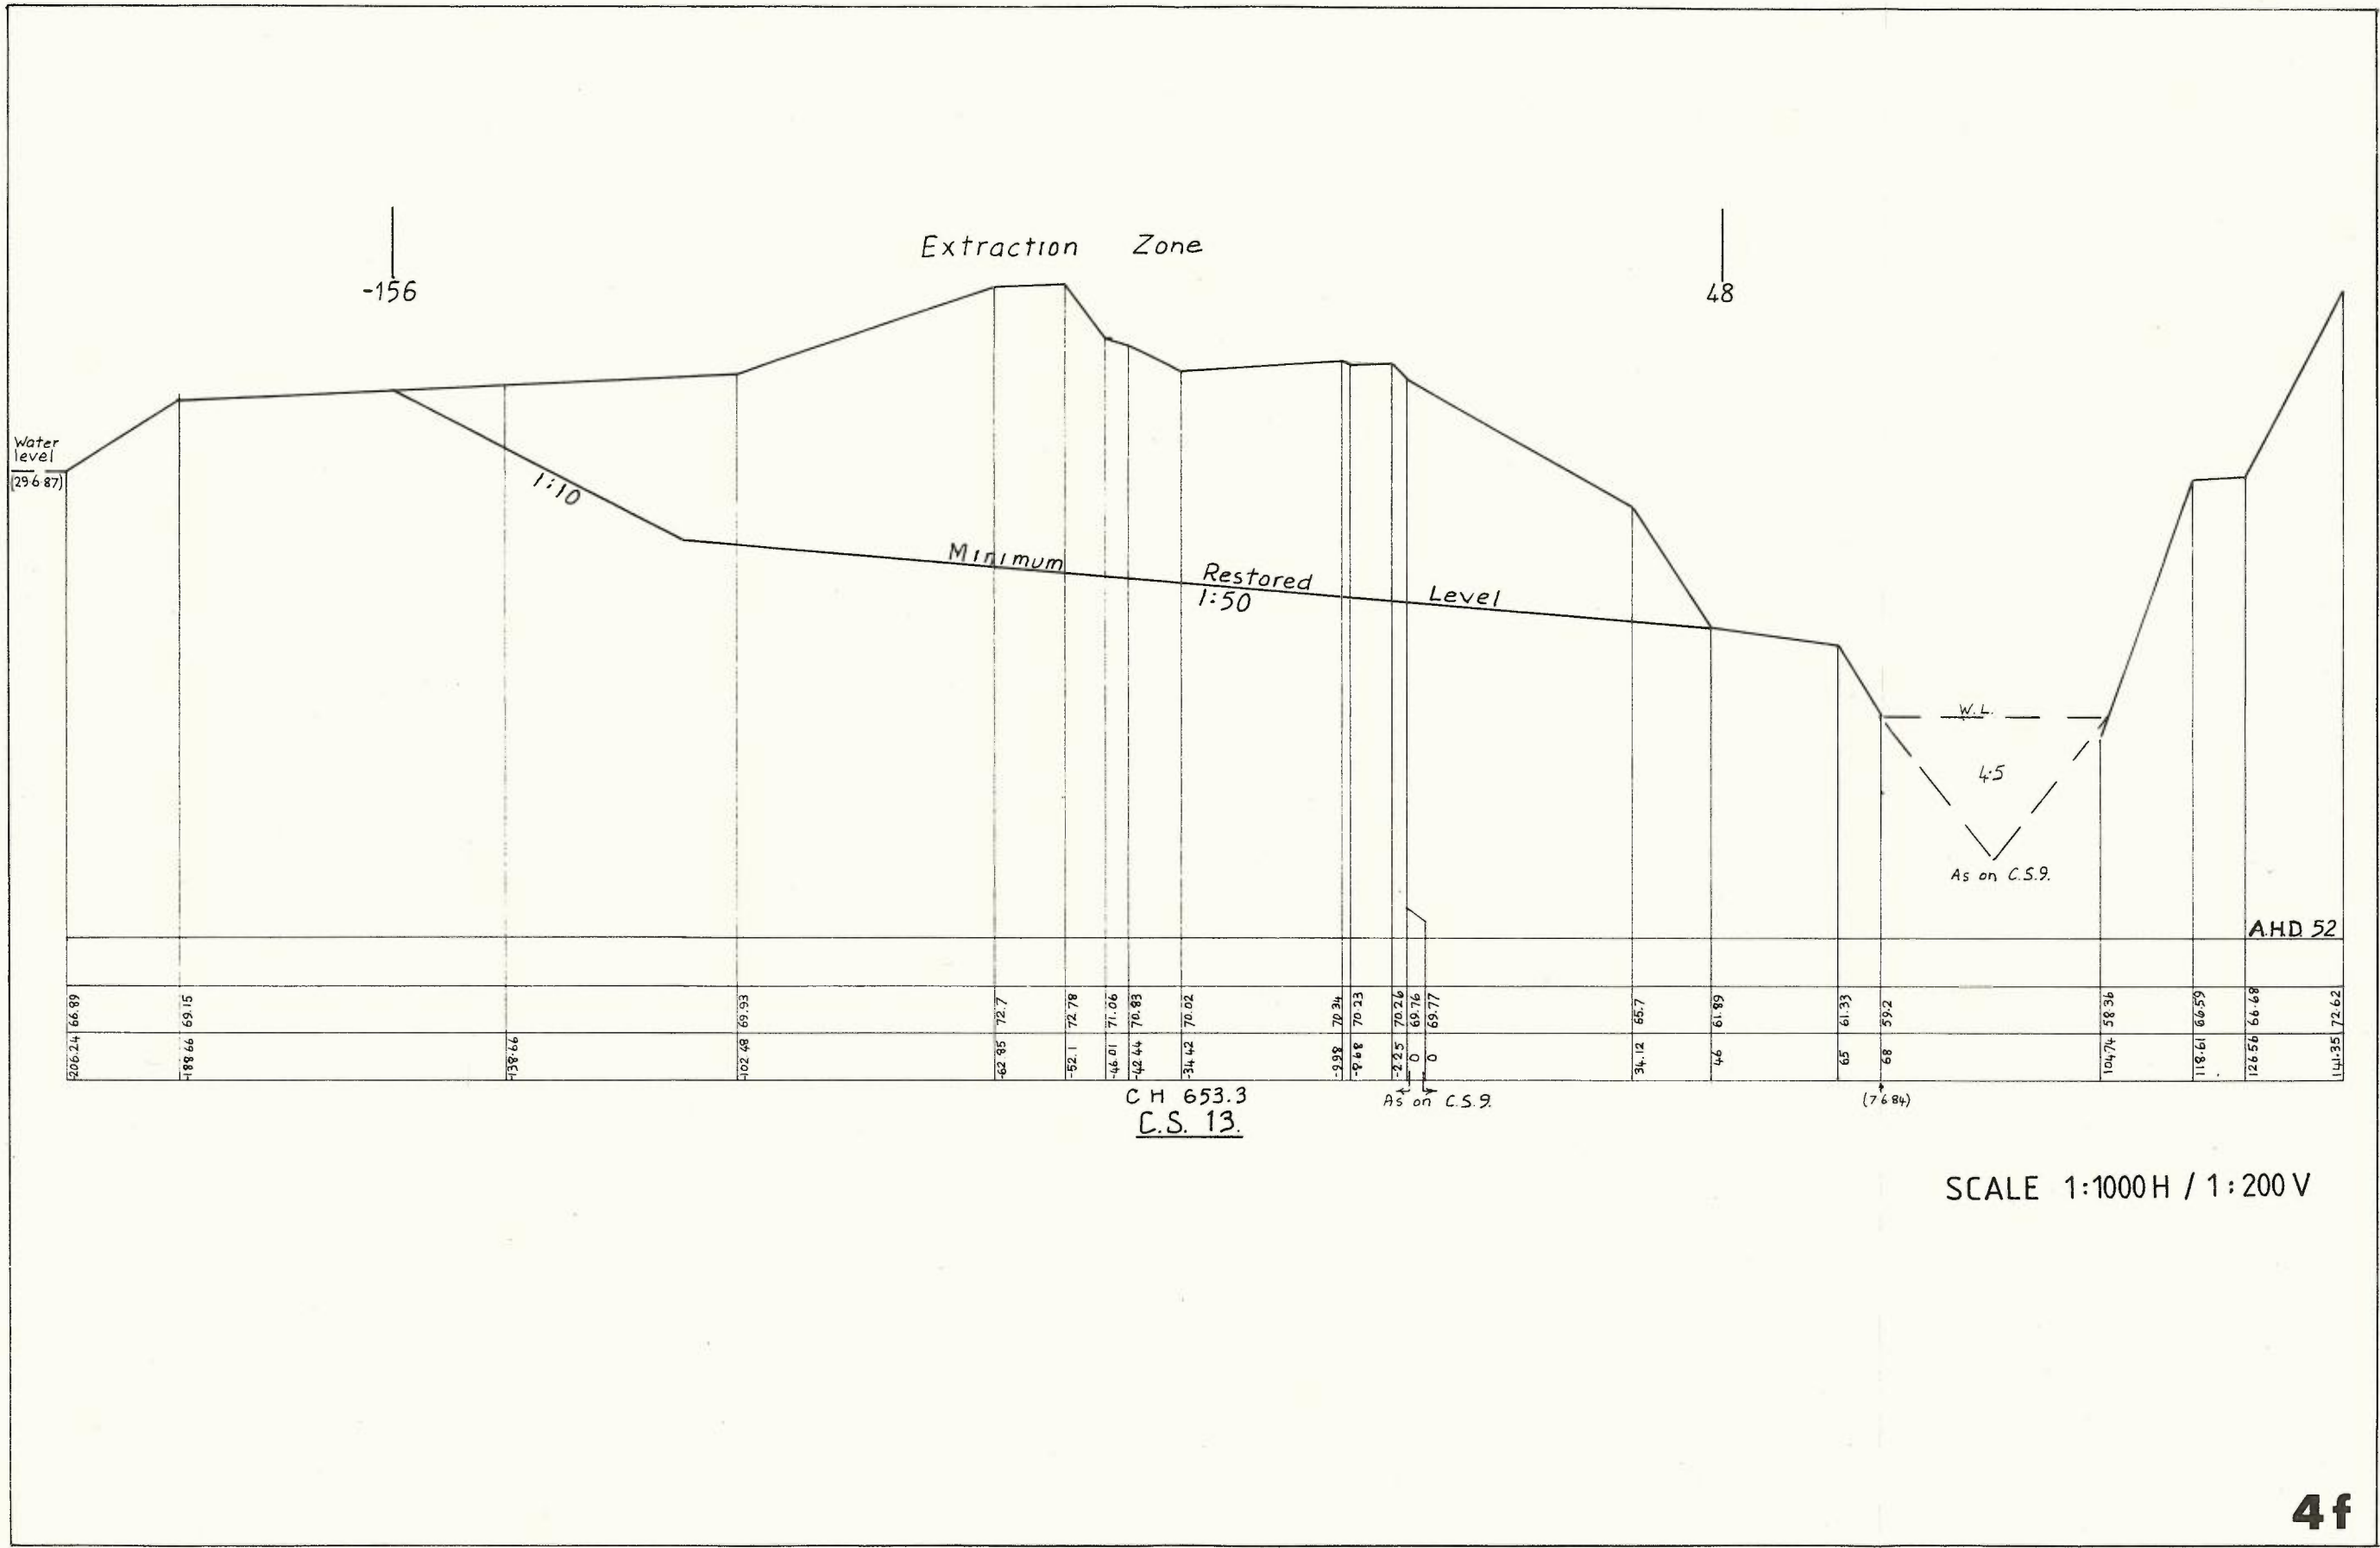 Extraction Zone
-156
48
Water
level
(29.6.87)
1:10
Minimum Restored Level
1:50
W.L.
4.5
As on C.S.9.
A.H.D. 52
66.89 69.15 69.93 72.7 72.78 71.06 70.83 70.02 70.34 70.23 70.26 69.76 69.77 65.7 61.89 61.33 59.2 58.36 66.59 66.68 72.62
-206.24 -188.66 -138.66 -102.48 -62.85 -52.1 -46.01 -42.44 -34.42 -9.98 -2.25 0 0 34.12 46 65 68 104.74 118.61 126.56 141.35
CH 653.3
As on C.S.9.
(7.6.84)
C.S. 13.
SCALE 1:1000 H / 1:200 V
4f